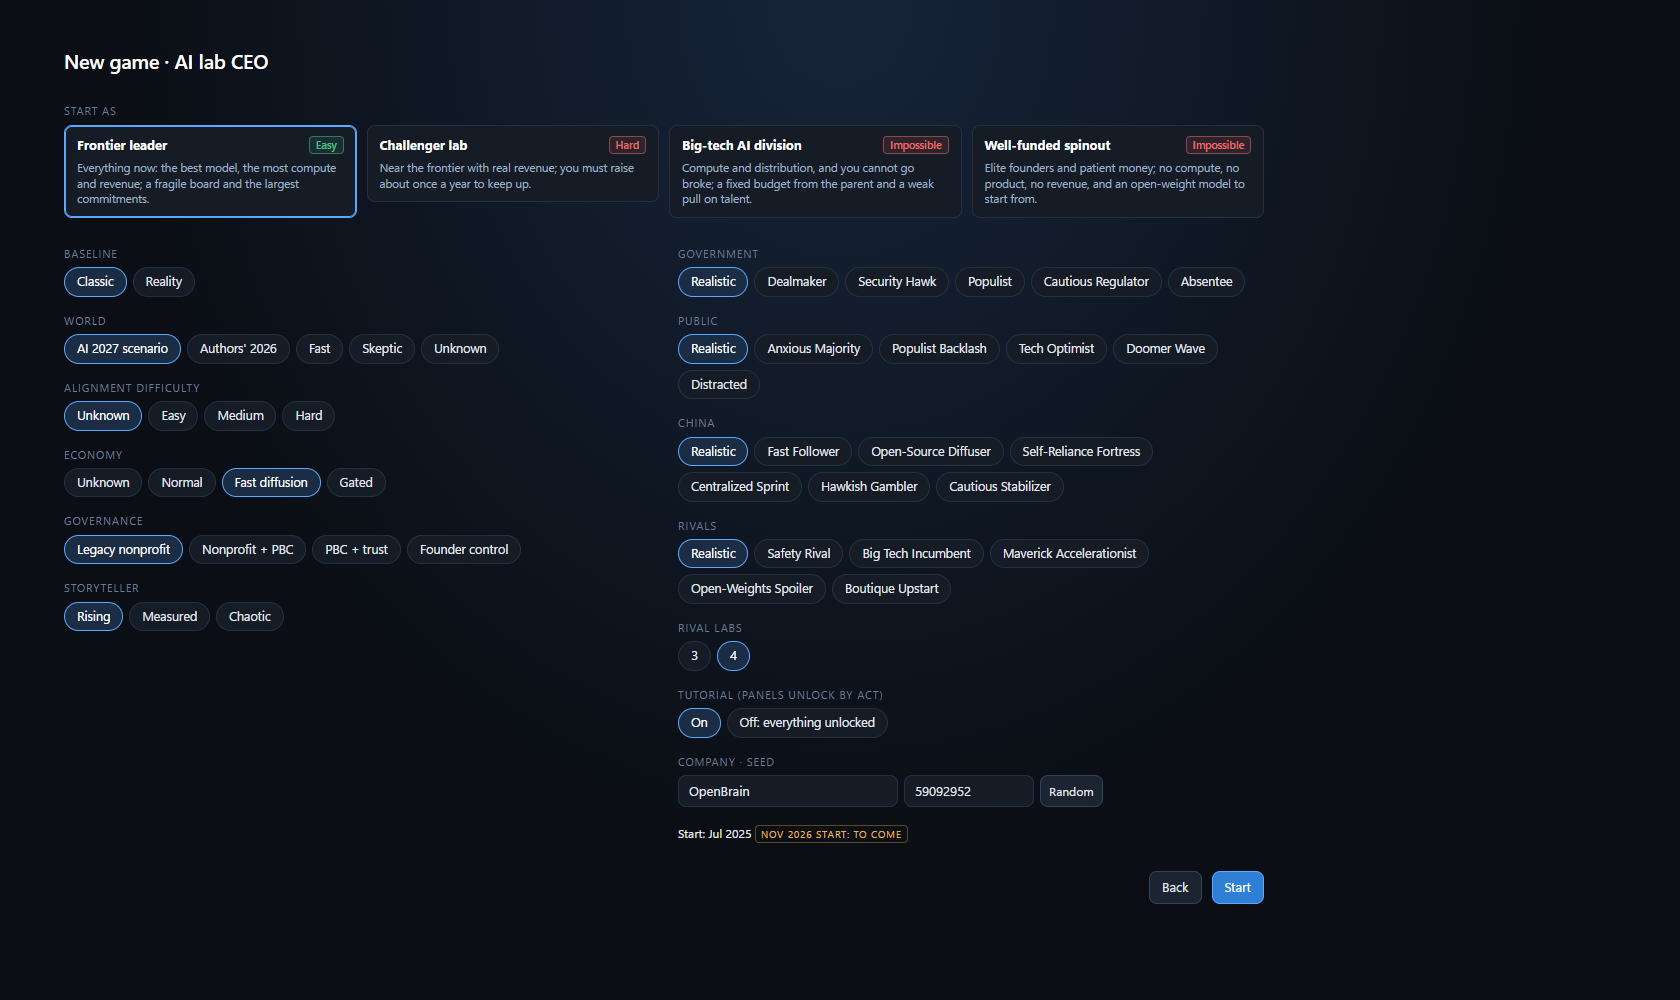 New game · AI lab CEO
START AS
Frontier leader
Easy
Everything now: the best model, the most compute
and revenue; a fragile board and the largest
commitments.
Challenger lab
Hard
Near the frontier with real revenue; you must raise
about once a year to keep up.
Big-tech AI division
Impossible
Compute and distribution, and you cannot go
broke; a fixed budget from the parent and a weak
pull on talent.
Well-funded spinout
Impossible
Elite founders and patient money; no compute, no
product, no revenue, and an open-weight model to
start from.
BASELINE
Classic Reality
WORLD
AI 2027 scenario Authors' 2026 Fast Skeptic Unknown
ALIGNMENT DIFFICULTY
Unknown Easy Medium Hard
ECONOMY
Unknown Normal Fast diffusion Gated
GOVERNANCE
Legacy nonprofit Nonprofit + PBC PBC + trust Founder control
STORYTELLER
Rising Measured Chaotic
GOVERNMENT
Realistic Dealmaker Security Hawk Populist Cautious Regulator Absentee
PUBLIC
Realistic Anxious Majority Populist Backlash Tech Optimist Doomer Wave
Distracted
CHINA
Realistic Fast Follower Open-Source Diffuser Self-Reliance Fortress
Centralized Sprint Hawkish Gambler Cautious Stabilizer
RIVALS
Realistic Safety Rival Big Tech Incumbent Maverick Accelerationist
Open-Weights Spoiler Boutique Upstart
RIVAL LABS
3 4
TUTORIAL (PANELS UNLOCK BY ACT)
On Off: everything unlocked
COMPANY · SEED
OpenBrain 59092952 Random
Start: Jul 2025 NOV 2026 START: TO COME
Back Start